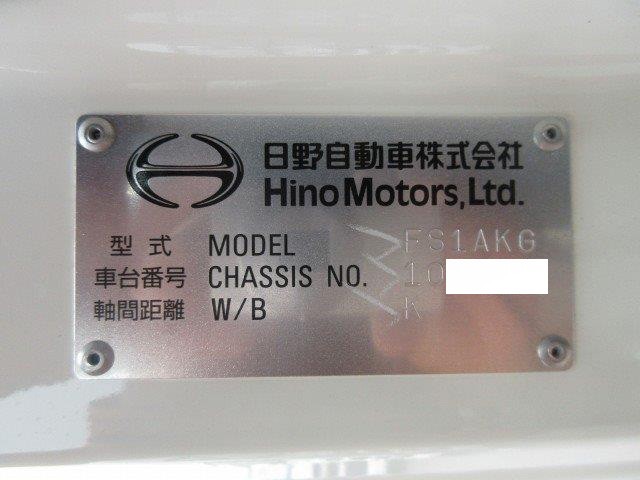 日野自動車株式会社
Hino Motors, Ltd.
型式 MODEL FS1AKG
車台番号 CHASSIS NO. 10
軸間距離 W/B K